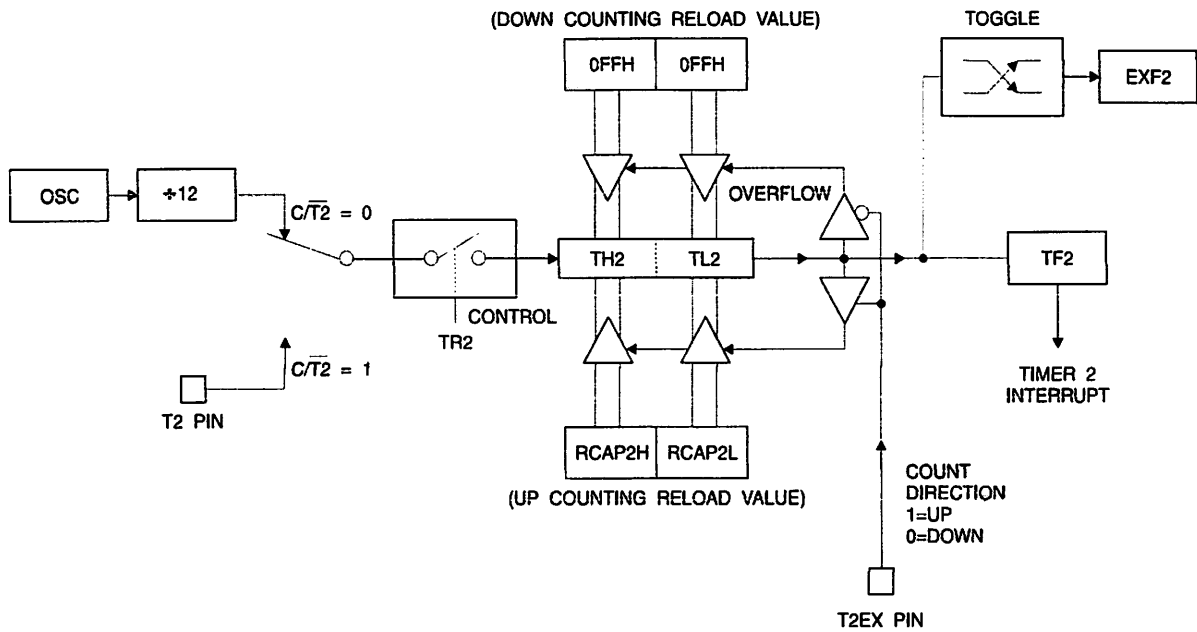 (DOWN COUNTING RELOAD VALUE)
TOGGLE
0FFH
0FFH
EXF2
OSC
÷12
OVERFLOW
C/T2̅ = 0
TH2
TL2
TF2
CONTROL
TR2
C/T2̅ = 1
TIMER 2
INTERRUPT
T2 PIN
RCAP2H
RCAP2L
(UP COUNTING RELOAD VALUE)
COUNT
DIRECTION
1=UP
0=DOWN
T2EX PIN